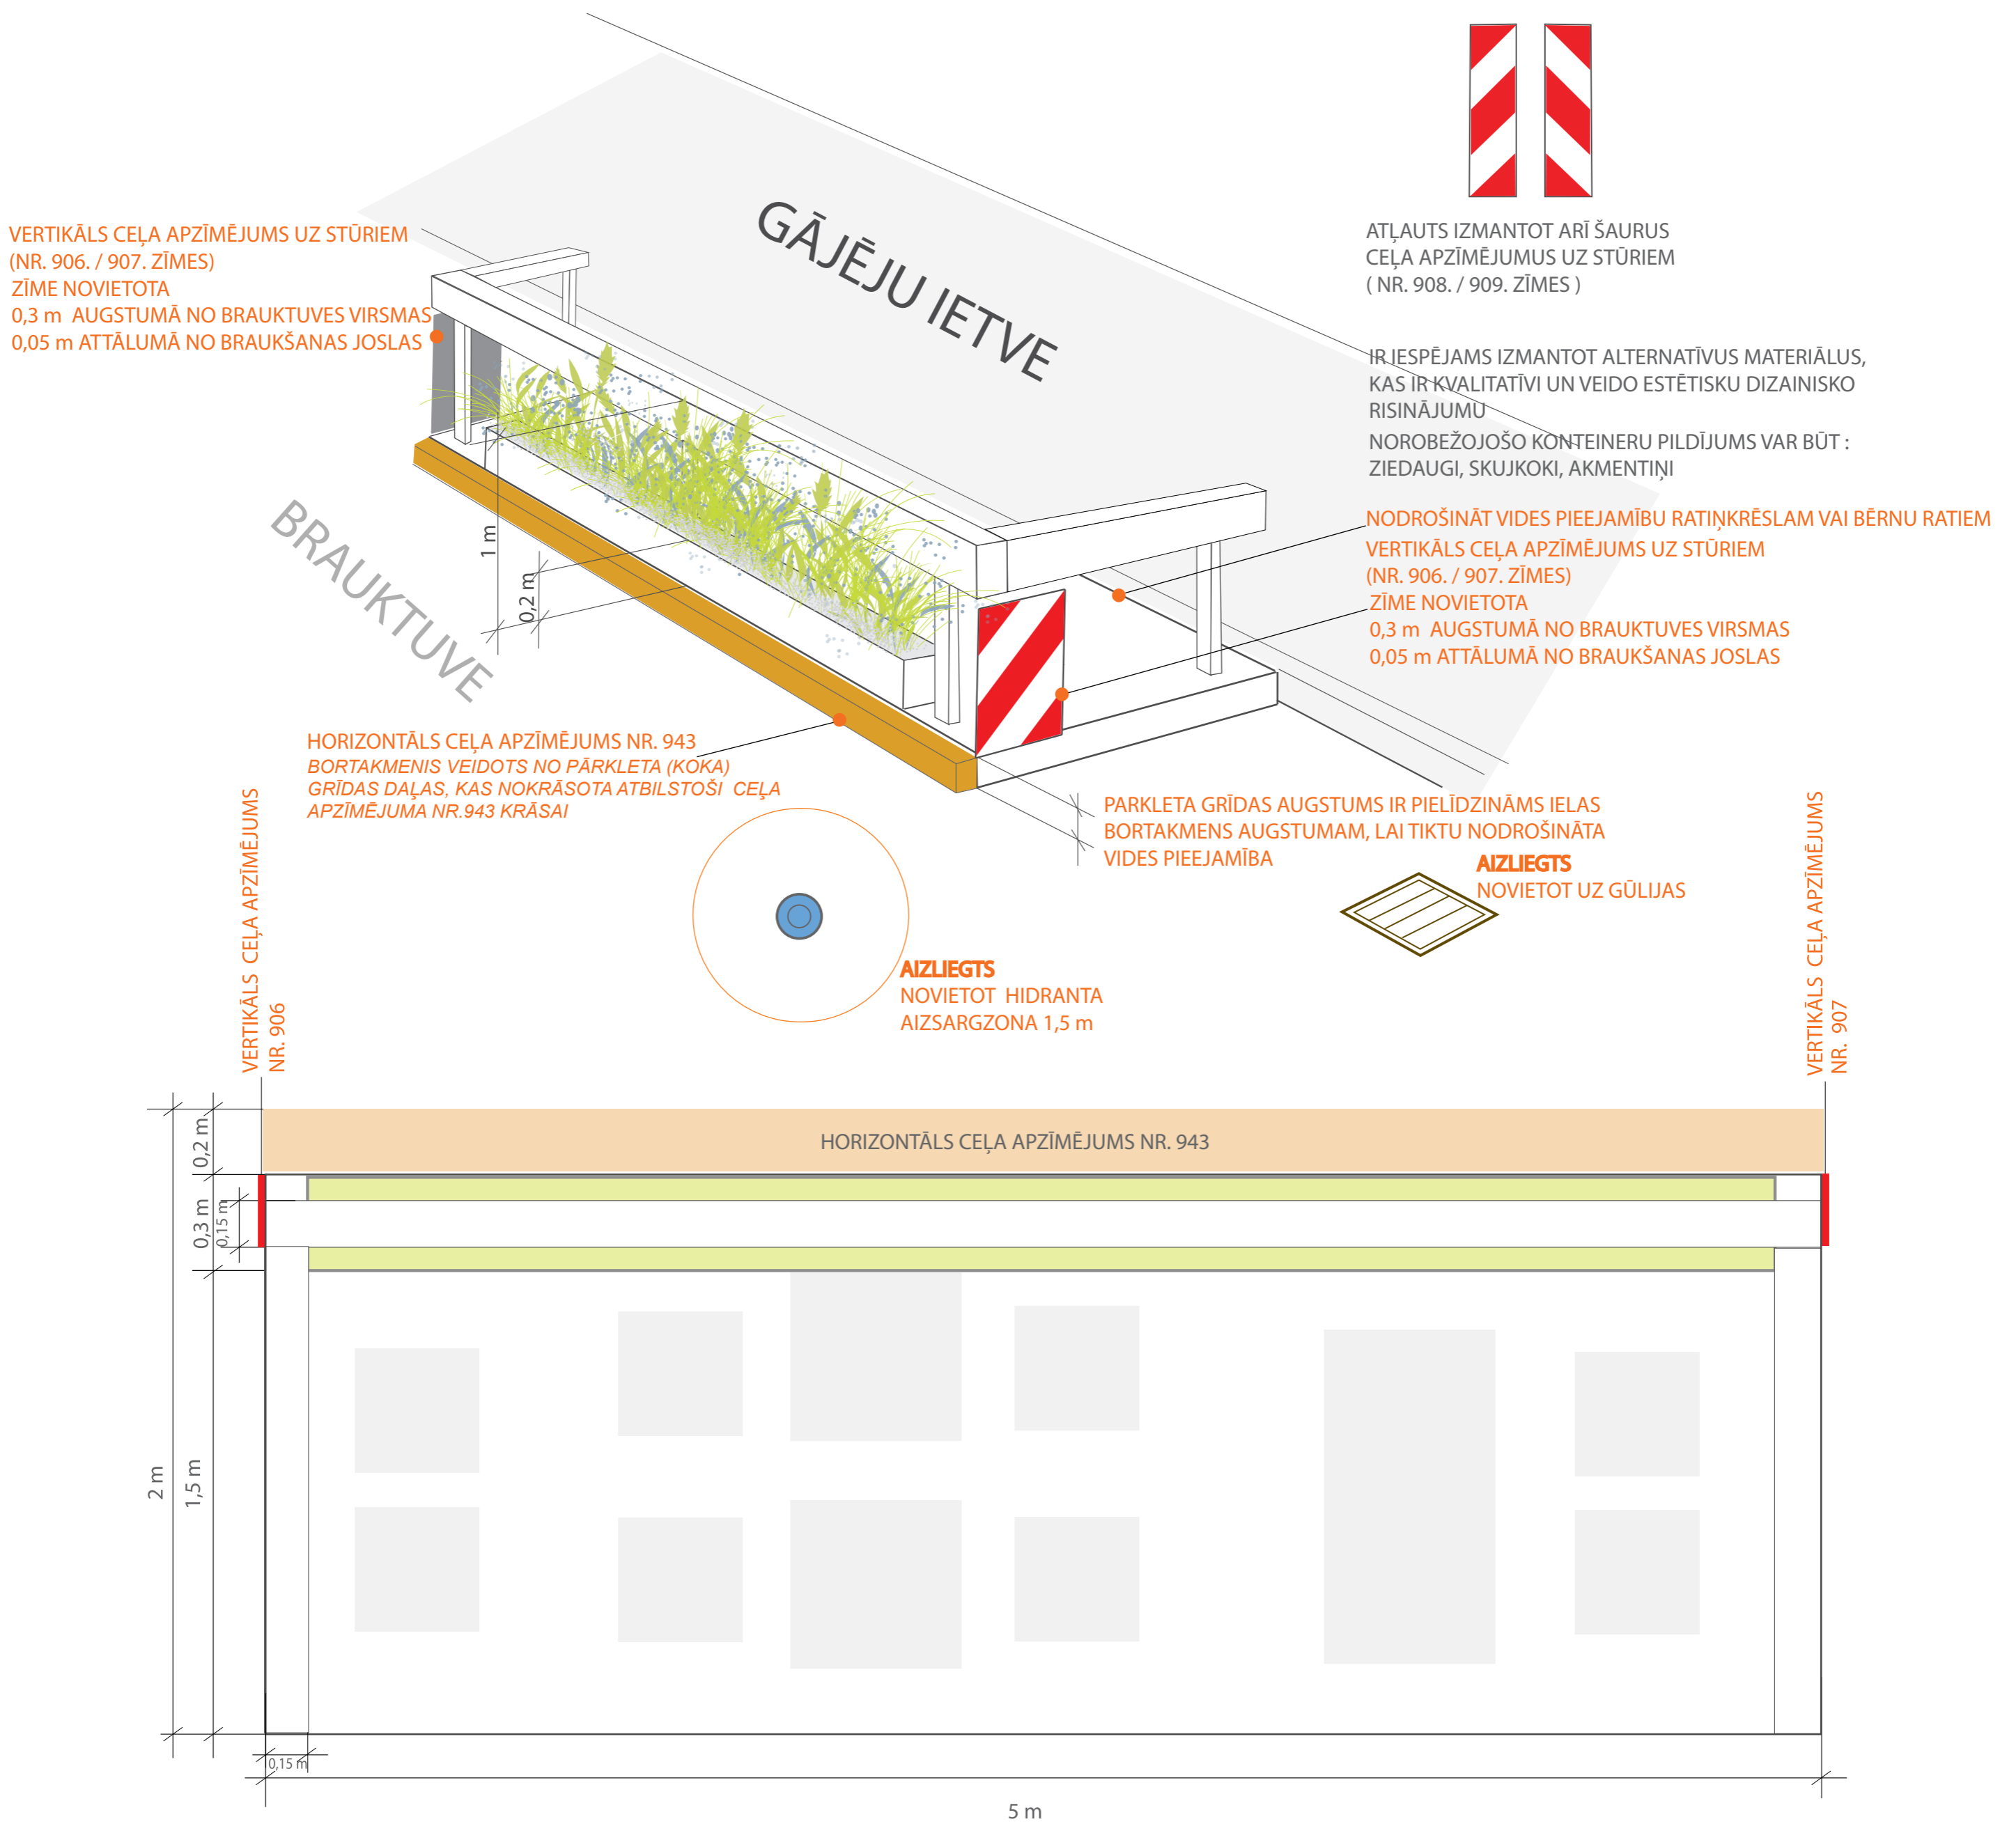 GĀJĒJU IETVE
BRAUKTUVE
VERTIKĀLS CEĻA APZĪMĒJUMS UZ STŪRIEM
(NR. 906. / 907. ZĪMES)
ZĪME NOVIETOTA
0,3 m AUGSTUMĀ NO BRAUKTUVES VIRSMAS
0,05 m ATTĀLUMĀ NO BRAUKŠANAS JOSLAS
ATĻAUTS IZMANTOT ARĪ ŠAURUS
CEĻA APZĪMĒJUMUS UZ STŪRIEM
( NR. 908. / 909. ZĪMES )
IR IESPĒJAMS IZMANTOT ALTERNATĪVUS MATERIĀLUS,
KAS IR KVALITATĪVI UN VEIDO ESTĒTISKU DIZAINISKO
RISINĀJUMU
NOROBEŽOJOŠO KONTEINERU PILDĪJUMS VAR BŪT :
ZIEDAUGI, SKUJKOKI, AKMENTIŅI
NODROŠINĀT VIDES PIEEJAMĪBU RATIŅKRĒSLAM VAI BĒRNU RATIEM
VERTIKĀLS CEĻA APZĪMĒJUMS UZ STŪRIEM
(NR. 906. / 907. ZĪMES)
ZĪME NOVIETOTA
0,3 m AUGSTUMĀ NO BRAUKTUVES VIRSMAS
0,05 m ATTĀLUMĀ NO BRAUKŠANAS JOSLAS
1 m
0,2 m
HORIZONTĀLS CEĻA APZĪMĒJUMS NR. 943
BORTAKMENIS VEIDOTS NO PĀRKLETA (KOKA)
GRĪDAS DAĻAS, KAS NOKRĀSOTA ATBILSTOŠI CEĻA
APZĪMĒJUMA NR.943 KRĀSAI
PARKLETA GRĪDAS AUGSTUMS IR PIELĪDZINĀMS IELAS
BORTAKMENS AUGSTUMAM, LAI TIKTU NODROŠINĀTA
VIDES PIEEJAMĪBA
AIZLIEGTS
NOVIETOT UZ GŪLIJAS
AIZLIEGTS
NOVIETOT HIDRANTA
AIZSARGZONA 1,5 m
VERTIKĀLS CEĻA APZĪMĒJUMS
NR. 906
VERTIKĀLS CEĻA APZĪMĒJUMS
NR. 907
HORIZONTĀLS CEĻA APZĪMĒJUMS NR. 943
0,2 m
0,3 m
0,15 m
2 m
1,5 m
0,15 m
5 m